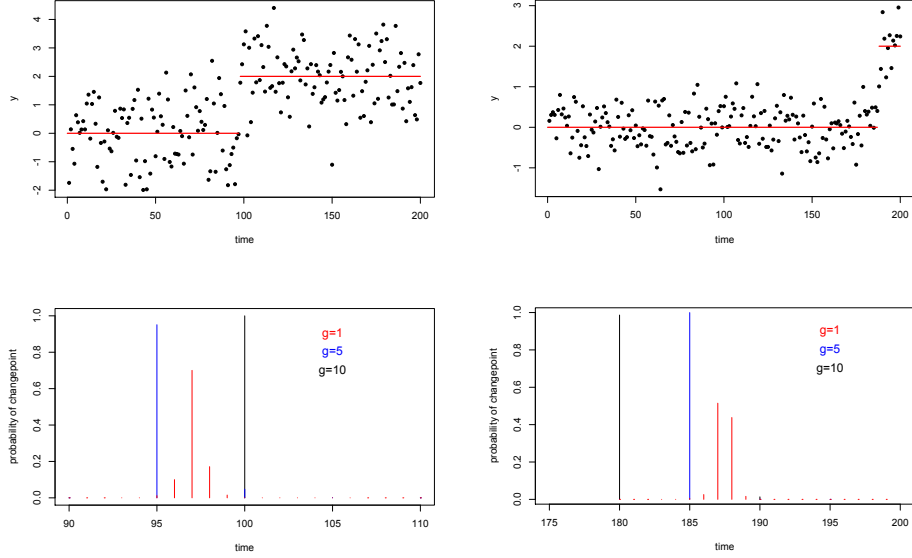 y
4
3
2
1
0
-1
-2
0 50 100 150 200
time
y
3
2
1
0
-1
0 50 100 150 200
time
probability of changepoint
1.0
0.8
0.6
0.4
0.2
0.0
g=1
g=5
g=10
90 95 100 105 110
time
probability of changepoint
1.0
0.8
0.6
0.4
0.2
0.0
g=1
g=5
g=10
175 180 185 190 195 200
time